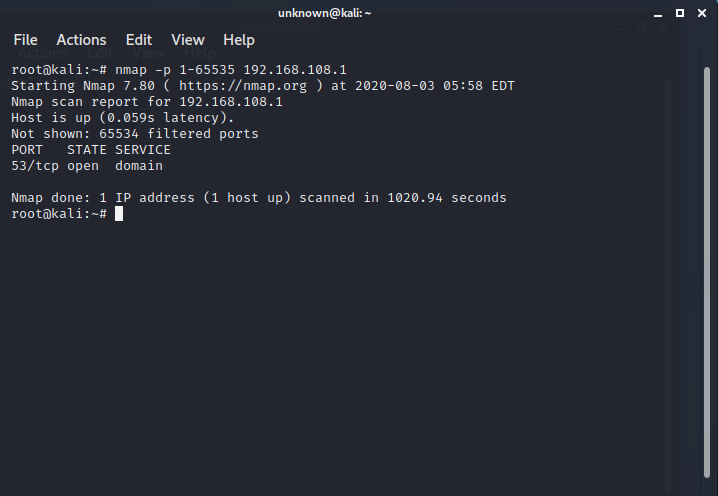 unknown@kali: ~
File Actions Edit View Help
root@kali:~# nmap -p 1-65535 192.168.108.1
Starting Nmap 7.80 ( https://nmap.org ) at 2020-08-03 05:58 EDT
Nmap scan report for 192.168.108.1
Host is up (0.059s latency).
Not shown: 65534 filtered ports
PORT   STATE SERVICE
53/tcp open  domain
Nmap done: 1 IP address (1 host up) scanned in 1020.94 seconds
root@kali:~#